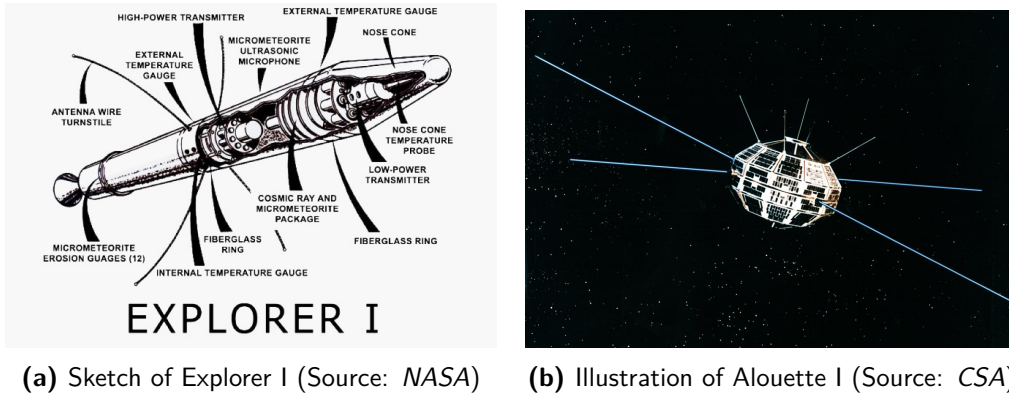 EXTERNAL TEMPERATURE GAUGE
HIGH-POWER TRANSMITTER
NOSE CONE
MICROMETEORITE
ULTRASONIC
MICROPHONE
EXTERNAL
TEMPERATURE
GAUGE
ANTENNA WIRE
TURNSTILE
NOSE CONE
TEMPERATURE
PROBE
LOW-POWER
TRANSMITTER
COSMIC RAY AND
MICROMETEORITE
PACKAGE
FIBERGLASS
RING
FIBERGLASS RING
MICROMETEORITE
EROSION GUAGES (12)
INTERNAL TEMPERATURE GAUGE
EXPLORER I
(a) Sketch of Explorer I (Source: NASA)
(b) Illustration of Alouette I (Source: CSA)